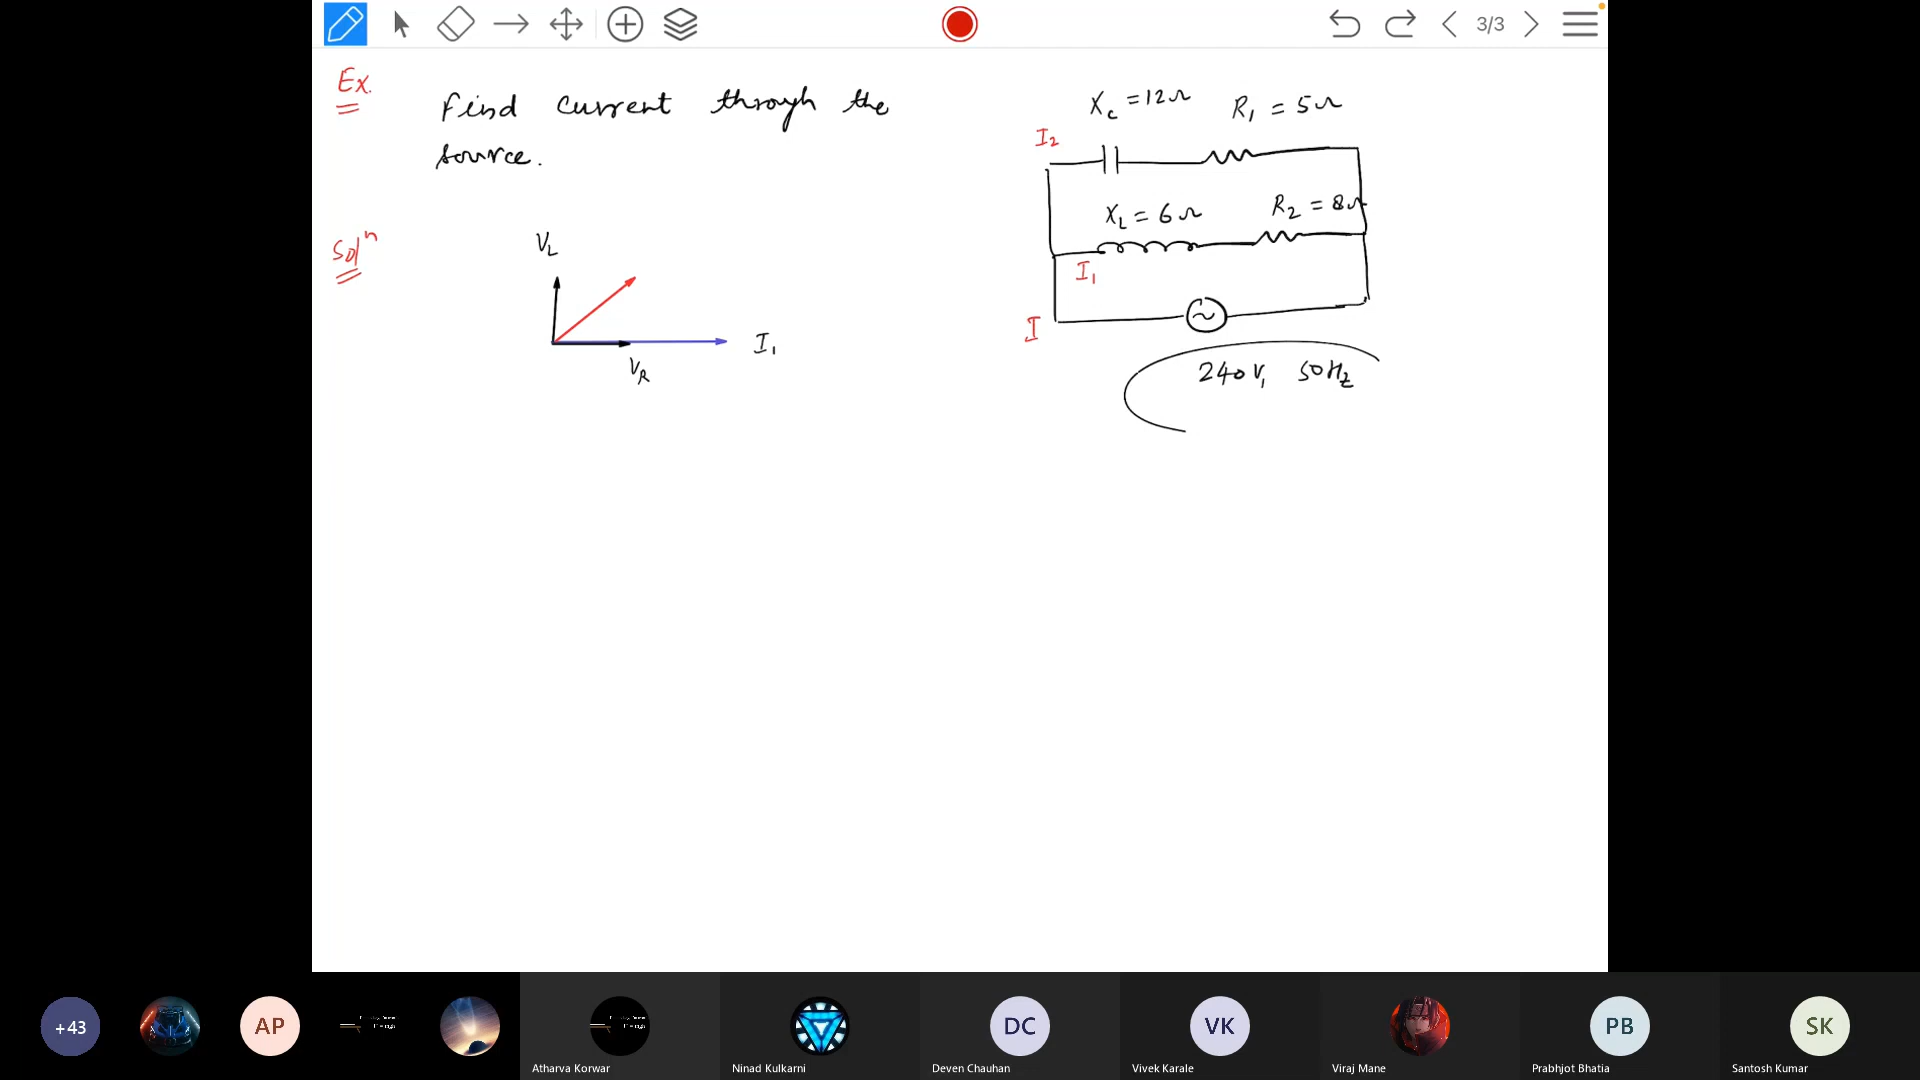 3/3
Ex.
Find current through the
source.
Xc = 12Ω R1 = 5Ω
I2
XL = 6Ω R2 = 8Ω
I1
I
240V, 50Hz
Solⁿ
VL
I1
VR
+43
AP
DC
VK
PB
SK
Atharva Korwar
Ninad Kulkarni
Deven Chauhan
Vivek Karale
Viraj Mane
Prabhjot Bhatia
Santosh Kumar